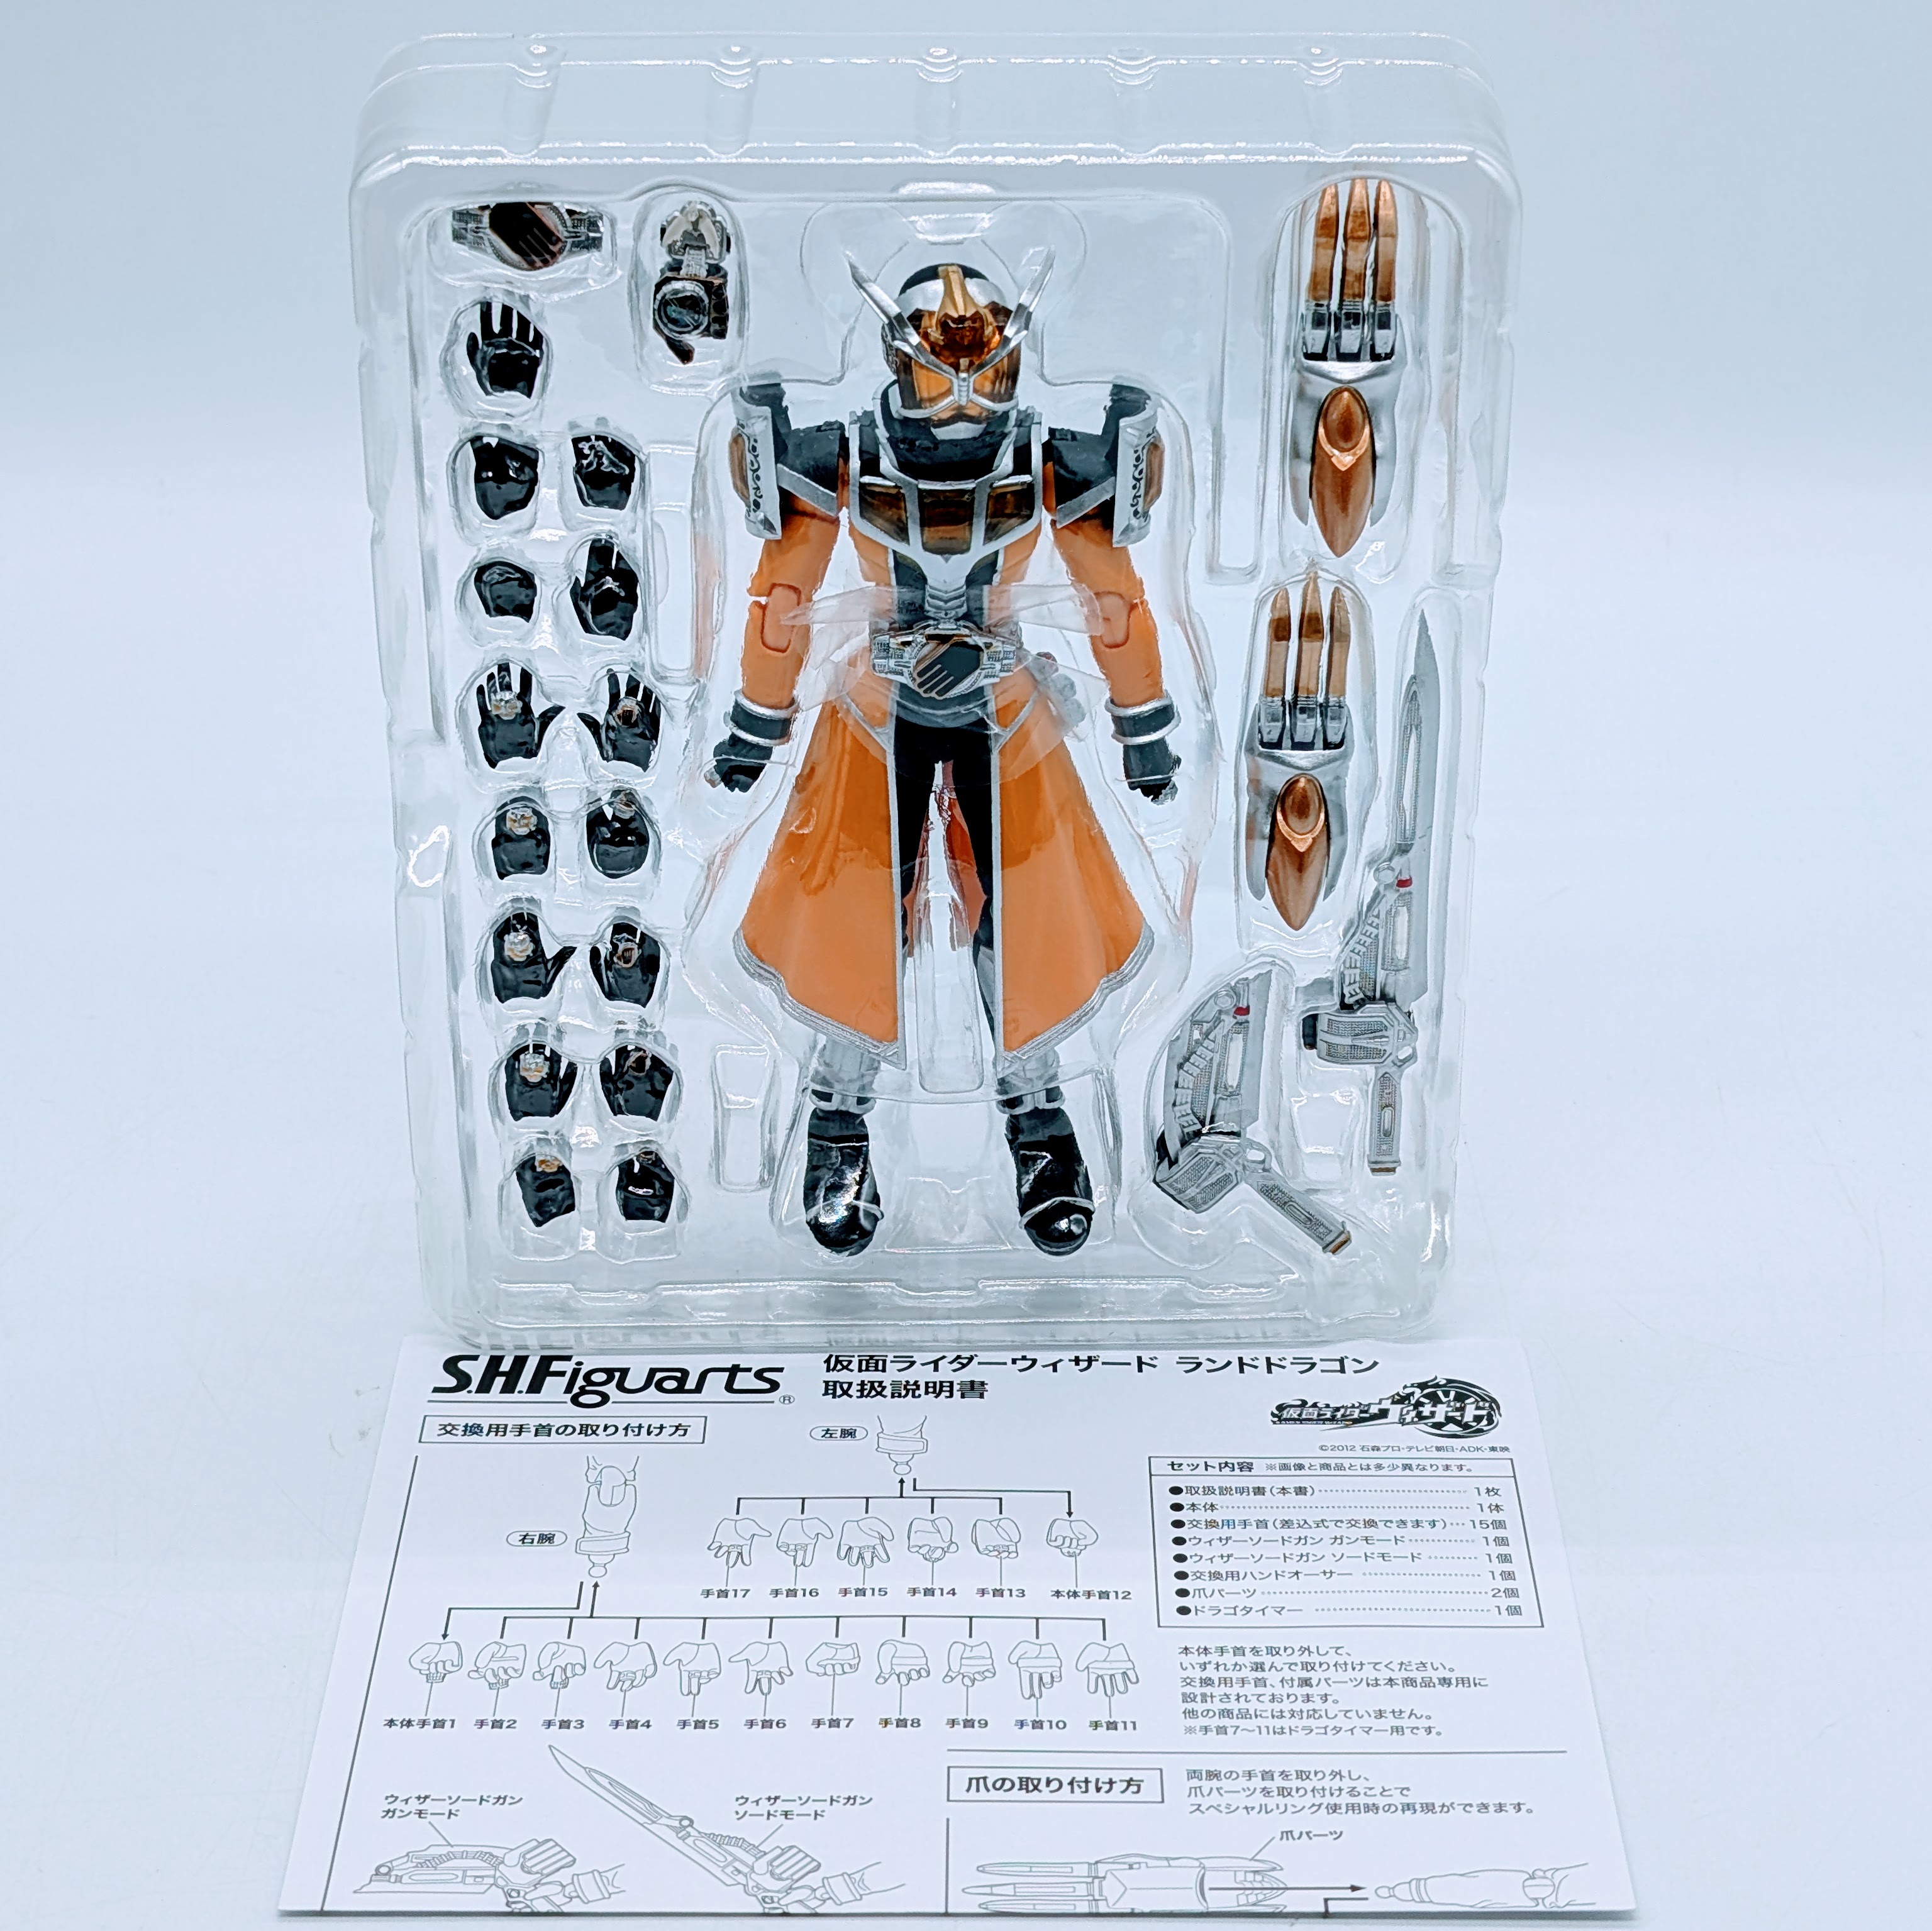 S.H.Figuarts®
仮面ライダーウィザード ランドドラゴン
取扱説明書
仮面ライダーウィザード
©2012 石森プロ・テレビ朝日・ADK・東映
交換用手首の取り付け方
左腕
右腕
手首17 手首16 手首15 手首14 手首13 本体手首12
本体手首1 手首2 手首3 手首4 手首5 手首6 手首7 手首8 手首9 手首10 手首11
セット内容 ※画像と商品とは多少異なります。
●取扱説明書(本書)……1枚
●本体……1体
●交換用手首(差込式で交換できます)…15個
●ウィザーソードガン ガンモード……1個
●ウィザーソードガン ソードモード……1個
●交換用ハンドオーサー……1個
●爪パーツ……2個
●ドラゴタイマー……1個
本体手首を取り外して、
いずれか選んで取り付けてください。
交換用手首、付属パーツは本商品専用に
設計されております。
他の商品には対応していません。
※手首7〜11はドラゴタイマー用です。
ウィザーソードガン
ガンモード
ウィザーソードガン
ソードモード
爪の取り付け方
両腕の手首を取り外し、
爪パーツを取り付けることで
スペシャルリング使用時の再現ができます。
爪パーツ